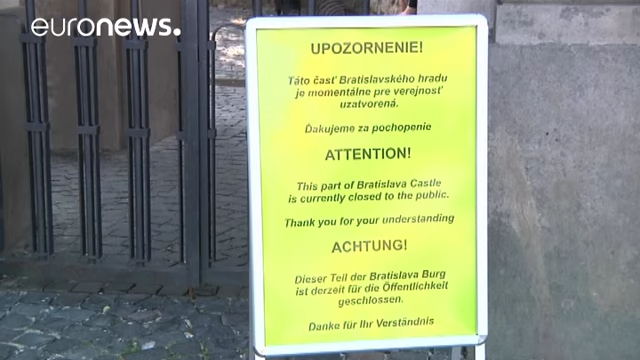 euronews.
UPOZORNENIE!
Táto časť Bratislavského hradu
je momentálne pre verejnosť
uzatvorená.
Ďakujeme za pochopenie
ATTENTION!
This part of Bratislava Castle
is currently closed to the public.
Thank you for your understanding
ACHTUNG!
Dieser Teil der Bratislava Burg
ist derzeit für die Öffentlichkeit
geschlossen.
Danke für Ihr Verständnis